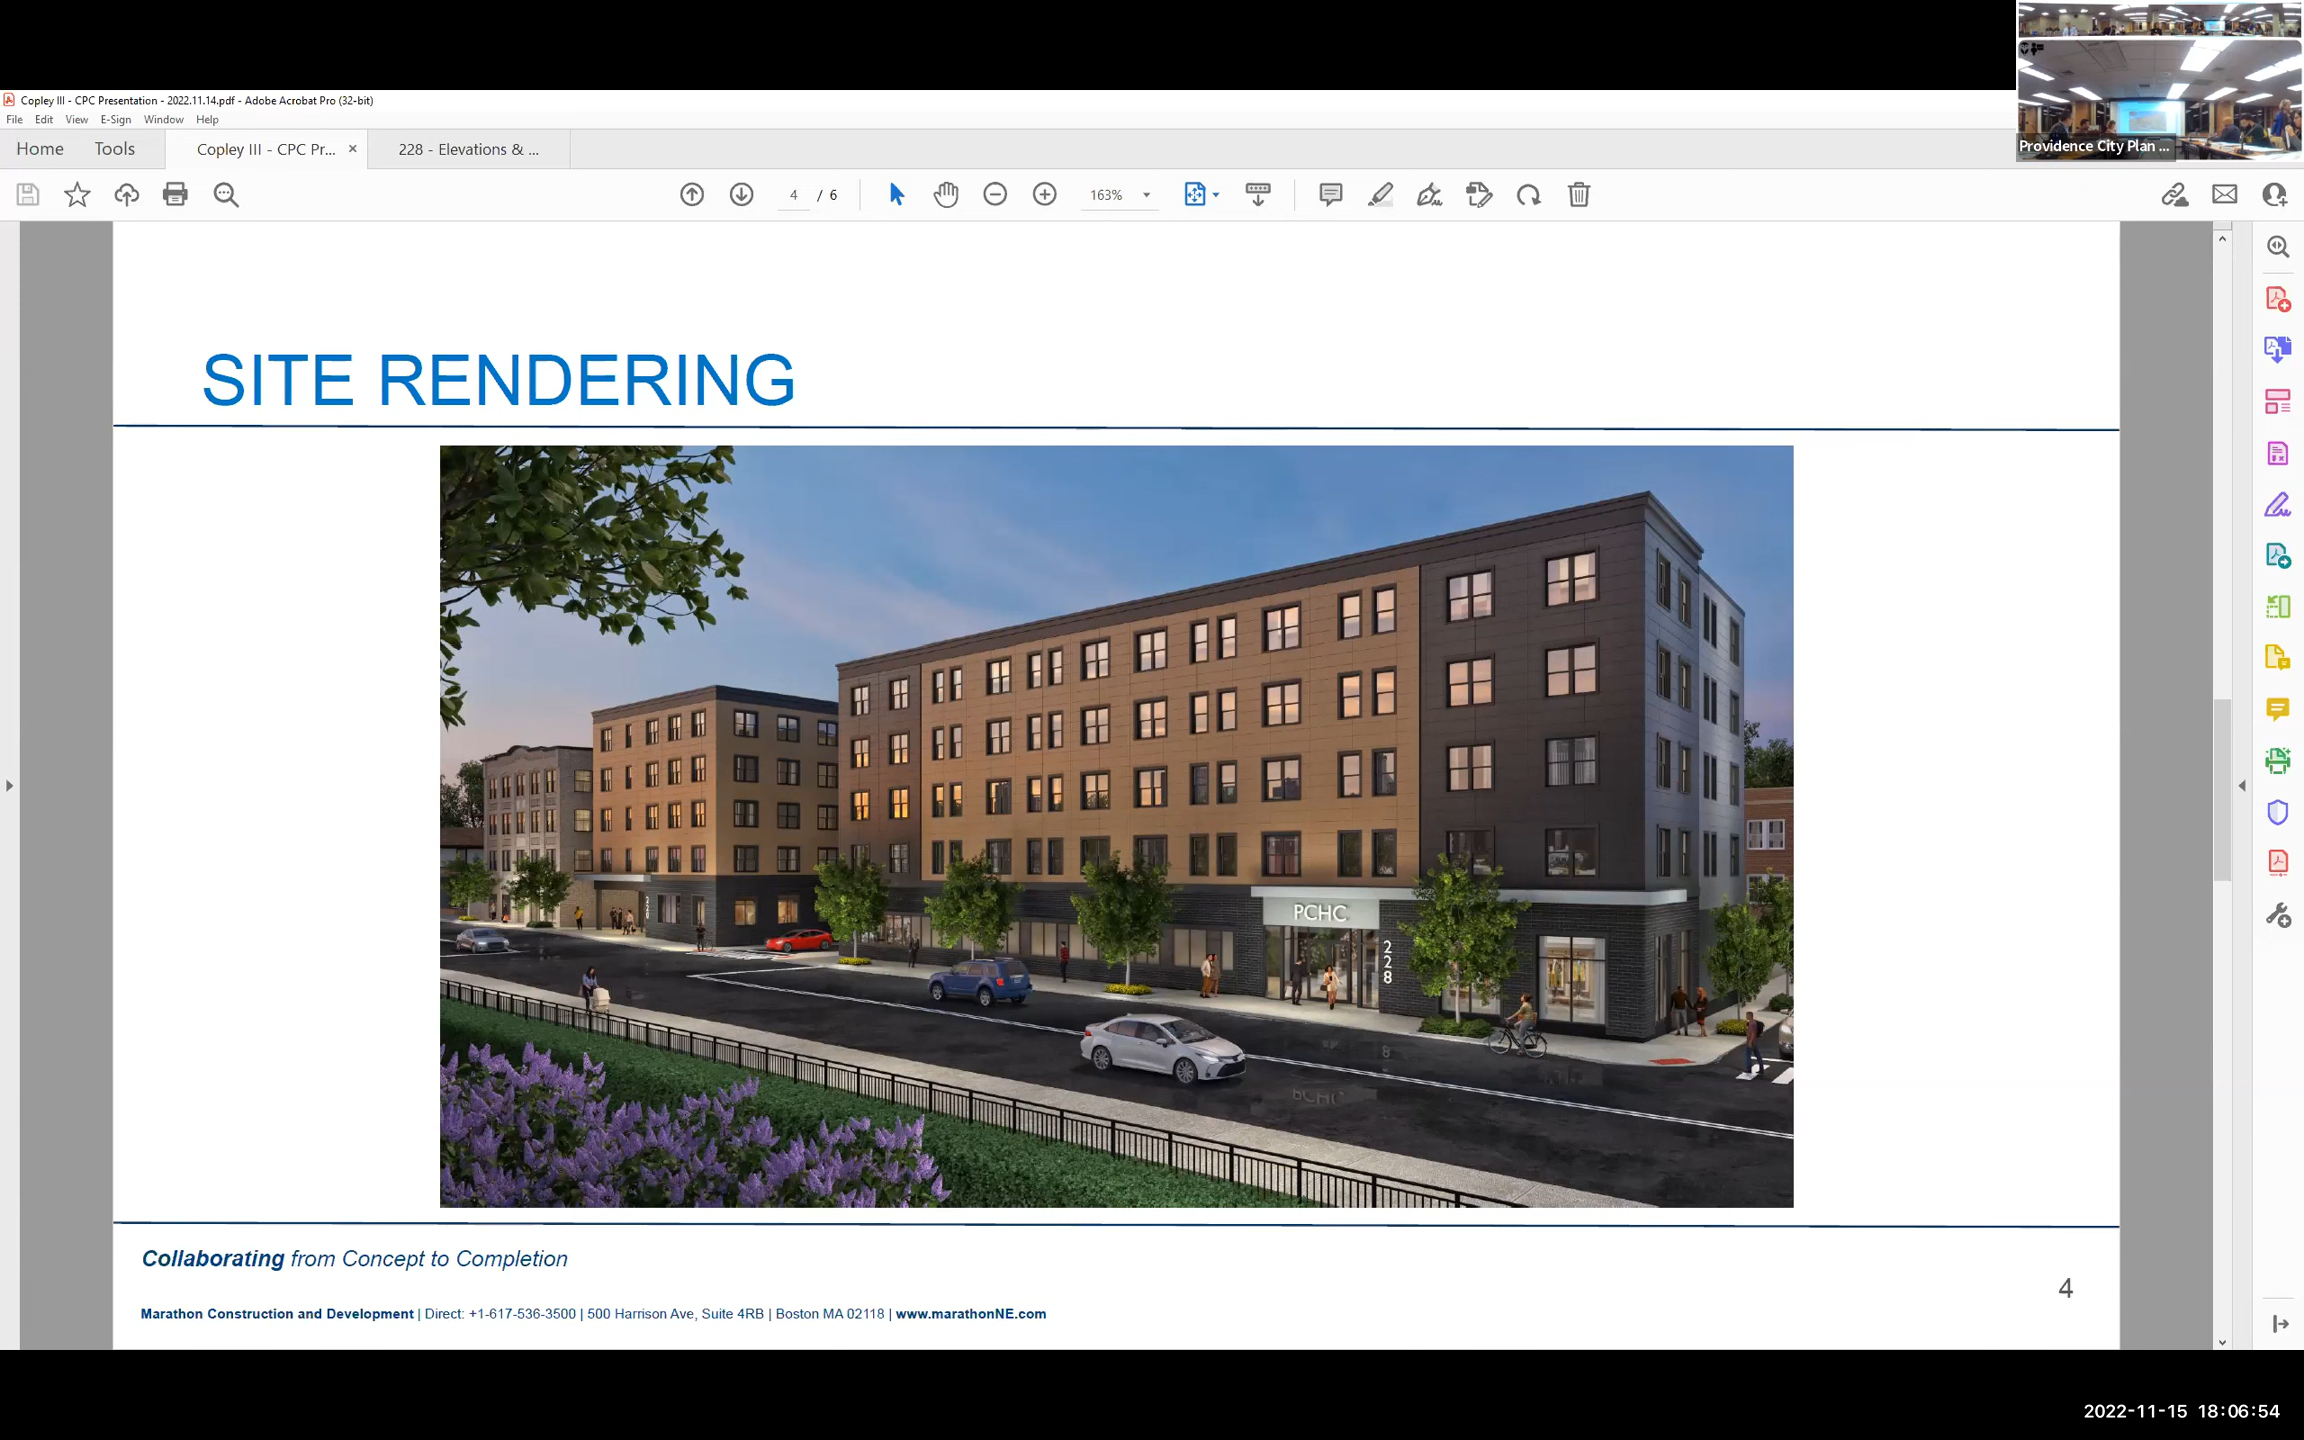 Copley III - CPC Presentation - 2022.11.14.pdf - Adobe Acrobat Pro (32-bit)
File Edit View E-Sign Window Help
Home Tools Copley III - CPC Pr... × 228 - Elevations & ...
4 / 6 163%
Providence City Plan ...
SITE RENDERING
PCHC
228
220
Collaborating from Concept to Completion
4
Marathon Construction and Development | Direct: +1-617-536-3500 | 500 Harrison Ave, Suite 4RB | Boston MA 02118 | www.marathonNE.com
2022-11-15 18:06:54